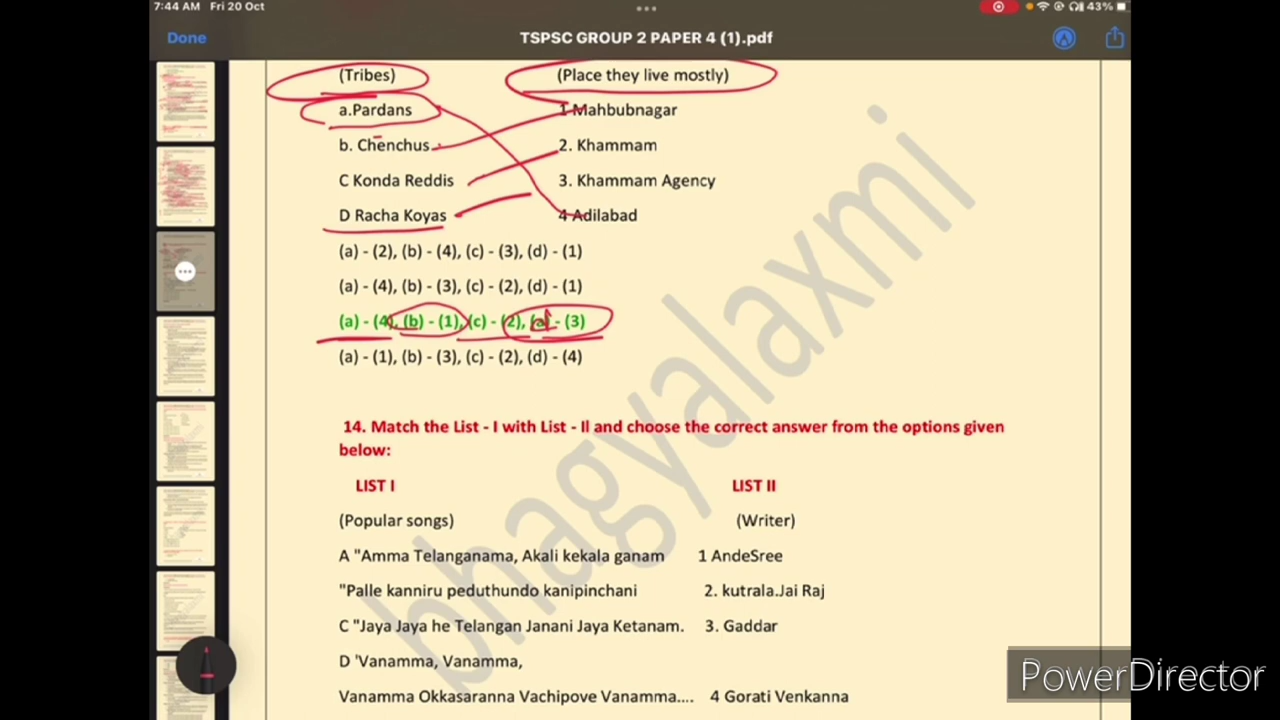 7:44 AM Fri 20 Oct
43%
Done
TSPSC GROUP 2 PAPER 4 (1).pdf
(Tribes) (Place they live mostly)
a.Pardans 1 Mahbubnagar
b. Chenchus 2. Khammam
C Konda Reddis 3. Khammam Agency
D Racha Koyas 4 Adilabad
(a) - (2), (b) - (4), (c) - (3), (d) - (1)
(a) - (4), (b) - (3), (c) - (2), (d) - (1)
(a) - (4), (b) - (1), (c) - (2), (d) - (3)
(a) - (1), (b) - (3), (c) - (2), (d) - (4)
14. Match the List - I with List - Il and choose the correct answer from the options given
below:
LIST I LIST II
(Popular songs) (Writer)
A "Amma Telanganama, Akali kekala ganam 1 AndeSree
"Palle kanniru peduthundo kanipinchani 2. kutrala.Jai Raj
C "Jaya Jaya he Telangan Janani Jaya Ketanam. 3. Gaddar
D 'Vanamma, Vanamma,
Vanamma Okkasaranna Vachipove Vanamma.... 4 Gorati Venkanna
bhagyalaxmi
PowerDirector